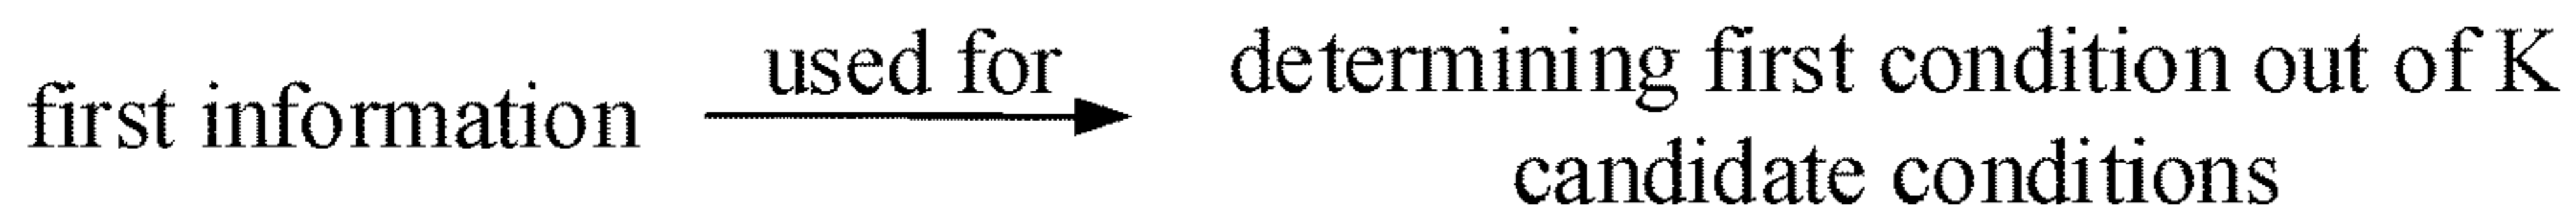 used for
first information
determining first condition out of K
candidate conditions